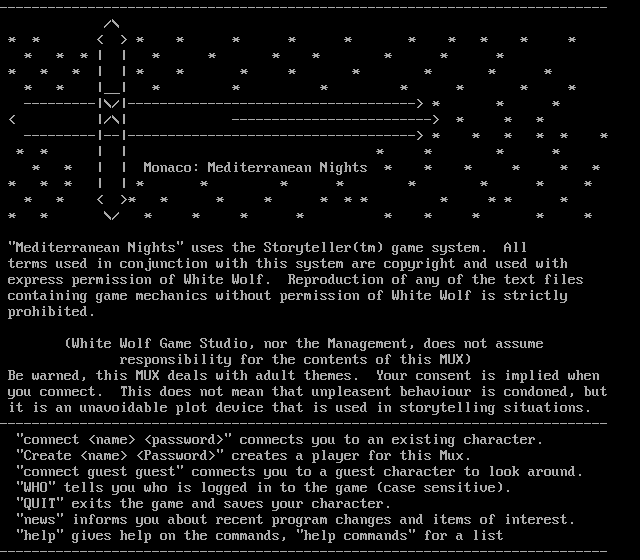 Monaco: Mediterranean Nights
"Mediterranean Nights" uses the Storyteller(tm) game system.  All
terms used in conjunction with this system are copyright and used with
express permission of White Wolf.  Reproduction of any of the text files
containing game mechanics without permission of White Wolf is strictly
prohibited.
(White Wolf Game Studio, nor the Management, does not assume
responsibility for the contents of this MUX)
Be warned, this MUX deals with adult themes.  Your consent is implied when
you connect.  This does not mean that unpleasent behaviour is condoned, but
it is an unavoidable plot device that is used in storytelling situations.
"connect <name> <password>" connects you to an existing character.
"Create <name> <Password>" creates a player for this Mux.
"connect guest guest" connects you to a guest character to look around.
"WHO" tells you who is logged in to the game (case sensitive).
"QUIT" exits the game and saves your character.
"news" informs you about recent program changes and items of interest.
"help" gives help on the commands, "help commands" for a list